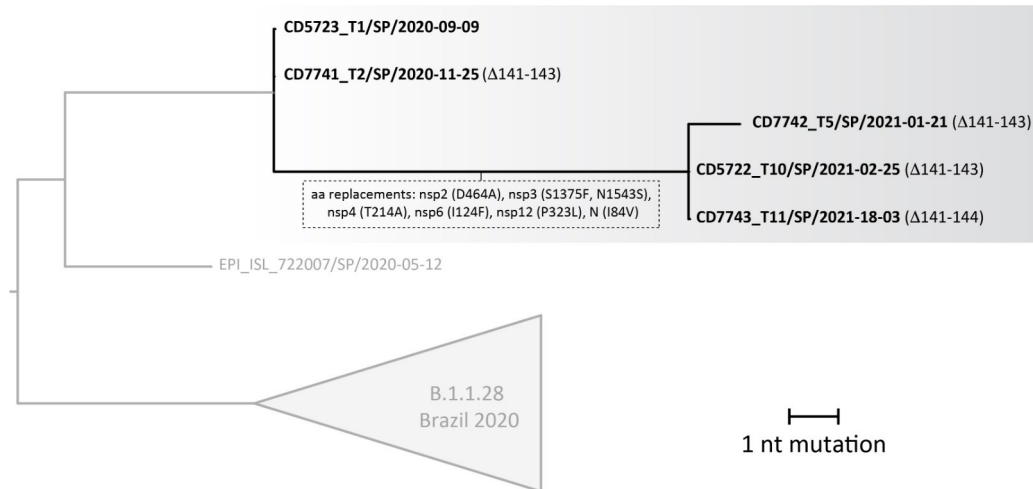 CD5723_T1/SP/2020-09-09
CD7741_T2/SP/2020-11-25 (Δ141-143)
CD7742_T5/SP/2021-01-21 (Δ141-143)
CD5722_T10/SP/2021-02-25 (Δ141-143)
CD7743_T11/SP/2021-18-03 (Δ141-144)
aa replacements: nsp2 (D464A), nsp3 (S1375F, N1543S),
nsp4 (T214A), nsp6 (I124F), nsp12 (P323L), N (I84V)
EPI_ISL_722007/SP/2020-05-12
B.1.1.28
Brazil 2020
1 nt mutation